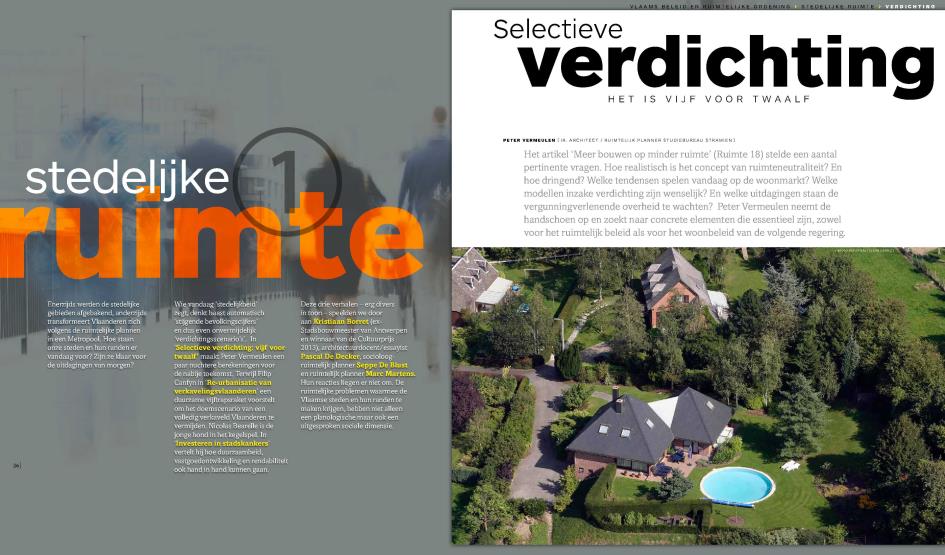 VLAAMS BELEID EN RUIMTELIJKE ORDENING > STEDELIJKE RUIMTE > VERDICHTING
Selectieve
verdichting
HET IS VIJF VOOR TWAALF
PETER VERMEULEN [IR. ARCHITECT / RUIMTELIJK PLANNER STUDIEBUREAU STRAMIEN]
Het artikel ‘Meer bouwen op minder ruimte’ (Ruimte 18) stelde een aantal
pertinente vragen. Hoe realistisch is het concept van ruimteneutraliteit? En
hoe dringend? Welke tendensen spelen vandaag op de woonmarkt? Welke
modellen inzake verdichting zijn wenselijk? En welke uitdagingen staan de
vergunningverlenende overheid te wachten? Peter Vermeulen neemt de
handschoen op en zoekt naar concrete elementen die essentieel zijn, zowel
voor het ruimtelijk beleid als voor het woonbeleid van de volgende regering.
1
stedelijke
ruimte
Enerzijds werden de stedelijke
gebieden afgebakend, anderzijds
transformeert Vlaanderen zich
volgens de ruimtelijke plannen
in een Metropool. Hoe staan
onze steden en hun randen er
vandaag voor? Zijn ze klaar voor
de uitdagingen van morgen?
Wie vandaag ‘stedelijkheid’
zegt, denkt haast automatisch
‘stijgende bevolkingscijfers’
en dus even onvermijdelijk
‘verdichtingsscenario’s’. In
‘Selectieve verdichting: vijf voor
twaalf’ maakt Peter Vermeulen een
paar nuchtere berekeningen voor
de nabije toekomst. Terwijl Filip
Canfyn in ‘Re-urbanisatie van
verkavelingsvlaanderen’ een
duurzame vijftrapsraket voorstelt
om het doemscenario van een
volledig verkaveld Vlaanderen te
vermijden. Nicolas Bearelle is de
jonge hond in het kegelspel. In
‘Investeren in stadskankers’
vertelt hij hoe duurzaamheid,
vastgoedontwikkeling en rendabiliteit
ook hand in hand kunnen gaan.
Deze drie verhalen – erg divers
in toon – speelden we door
aan Kristiaan Borret (ex-
Stadsbouwmeester van Antwerpen
en winnaar van de Cultuurprijs
2013), architectuurdocent/essayist
Pascal De Decker, socioloog-
ruimtelijk planner Seppe De Blust
en ruimtelijk planner Marc Martens.
Hun reacties liegen er niet om. De
ruimtelijke problemen waarmee de
Vlaamse steden en hun randen te
maken krijgen, hebben niet alleen
een planologische maar ook een
uitgesproken sociale dimensie.